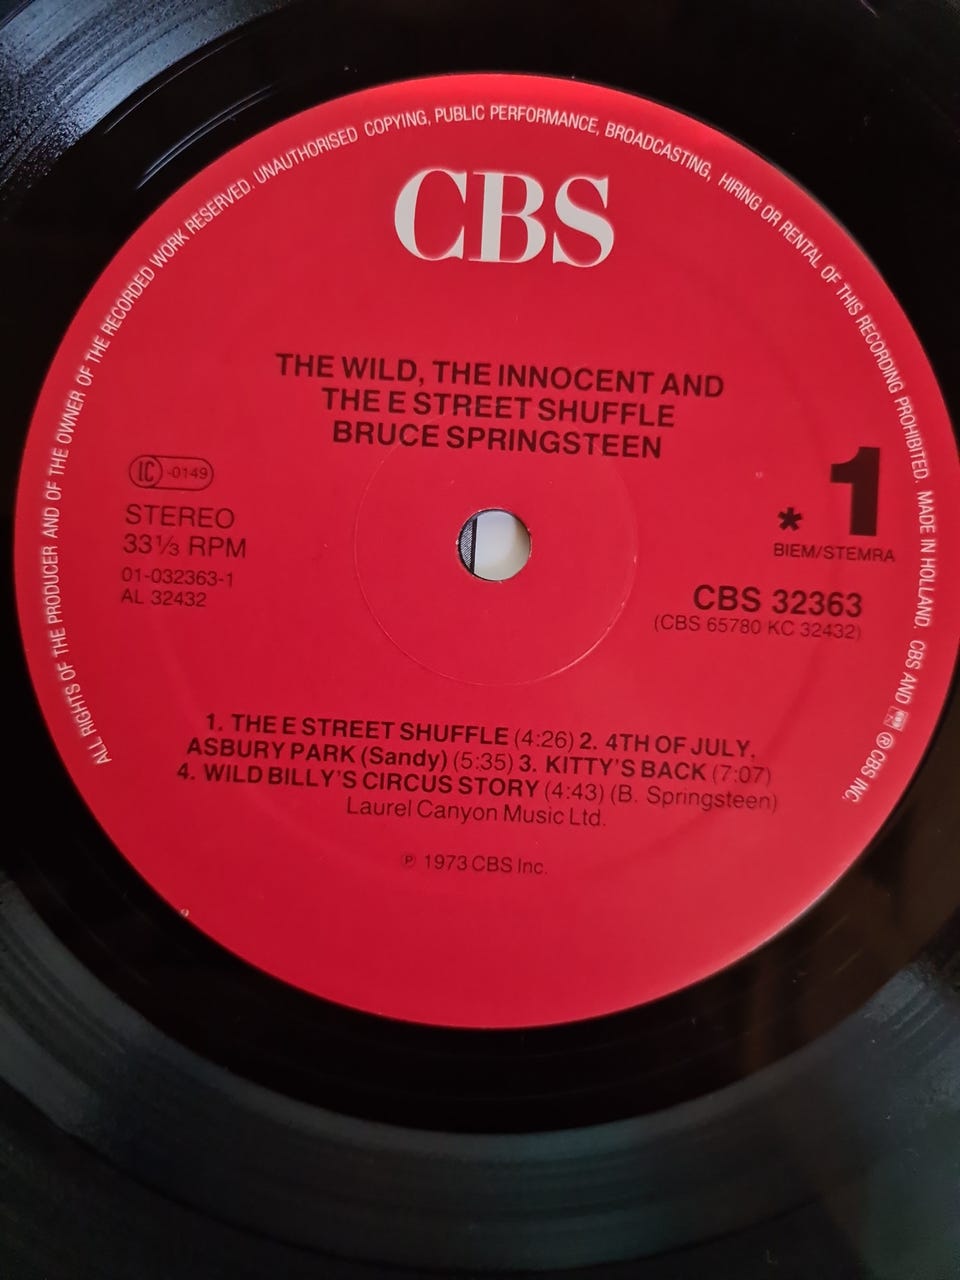 ALL RIGHTS OF THE PRODUCER AND OF THE OWNER OF THE RECORDED WORK RESERVED. UNAUTHORISED COPYING, PUBLIC PERFORMANCE, BROADCASTING, HIRING OR RENTAL OF THIS RECORDING PROHIBITED. MADE IN HOLLAND. CBS AND ® CBS INC.
CBS
THE WILD, THE INNOCENT AND
THE E STREET SHUFFLE
BRUCE SPRINGSTEEN
LC -0149
STEREO
33⅓ RPM
01-032363-1
AL 32432
* 1
BIEM/STEMRA
CBS 32363
(CBS 65780 KC 32432)
1. THE E STREET SHUFFLE (4:26) 2. 4TH OF JULY,
ASBURY PARK (Sandy) (5:35) 3. KITTY'S BACK (7:07)
4. WILD BILLY'S CIRCUS STORY (4:43) (B. Springsteen)
Laurel Canyon Music Ltd.
℗ 1973 CBS Inc.